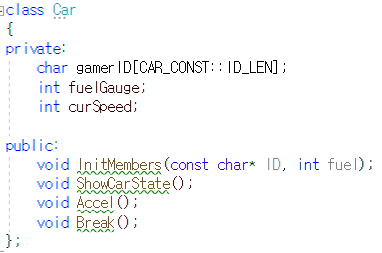 class Car
{
private:
char gamerID[CAR_CONST::ID_LEN];
int fuelGauge;
int curSpeed;
public:
void InitMembers(const char* ID, int fuel);
void ShowCarState();
void Accel();
void Break();
};